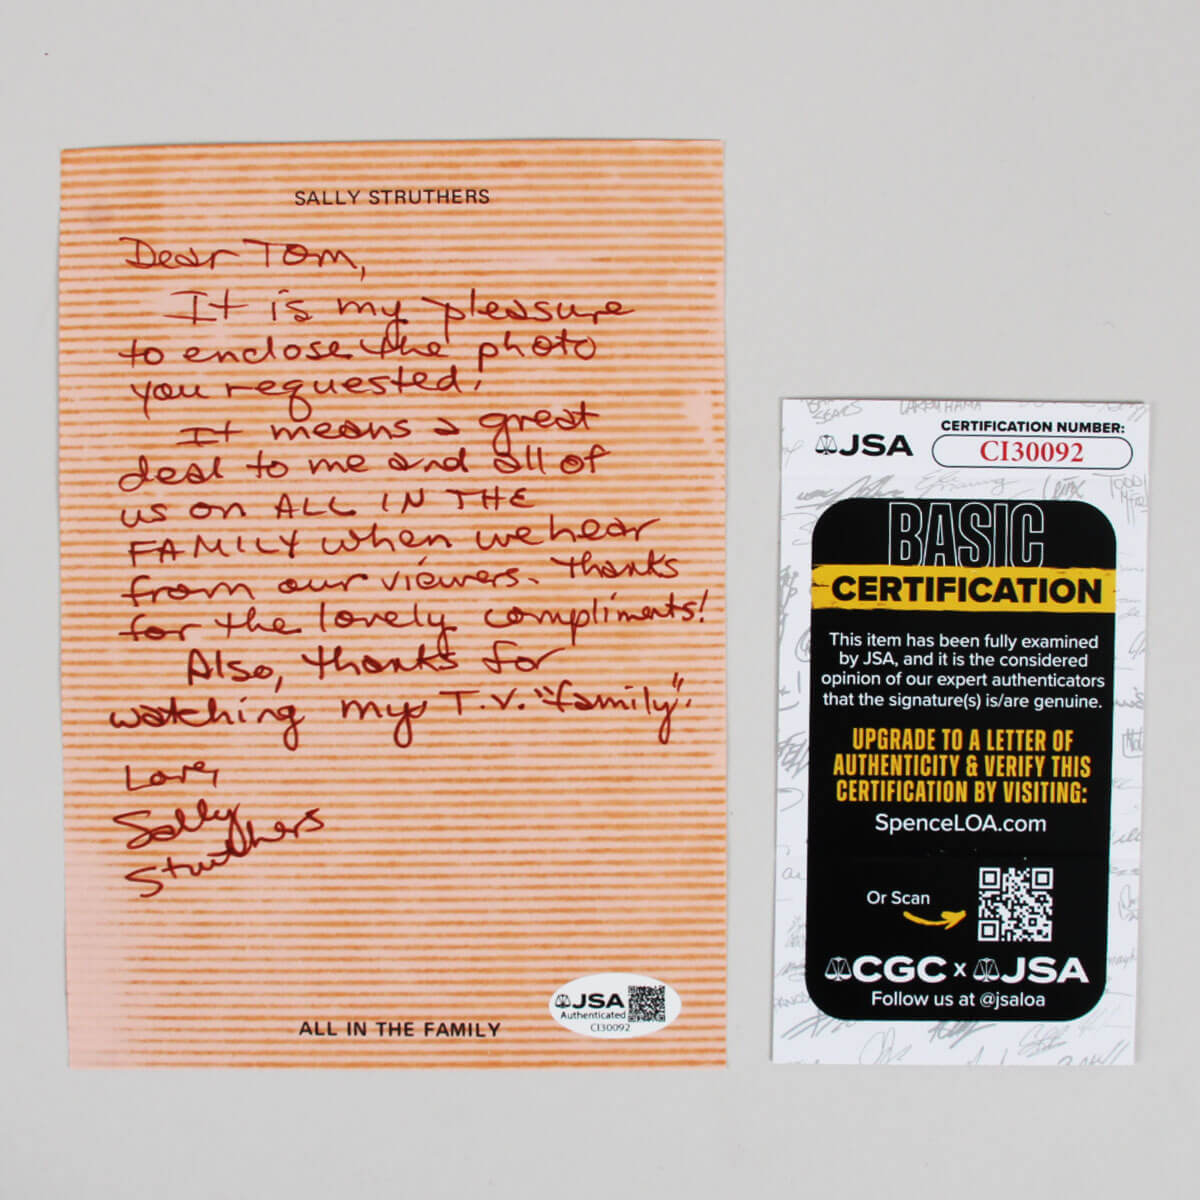 SALLY STRUTHERS
Dear Tom,
It is my pleasure
to enclose the photo
you requested!
It means a great
deal to me and all of
us on ALL IN THE
FAMILY when we hear
from our viewers. Thanks
for the lovely compliments!
Also, thanks for
watching my T.V. "family".
Love,
Sally
Struthers
JSA
Authenticated
CI30092
ALL IN THE FAMILY
JSA
CERTIFICATION NUMBER:
CI30092
BASIC
CERTIFICATION
This item has been fully examined
by JSA, and it is the considered
opinion of our expert authenticators
that the signature(s) is/are genuine.
UPGRADE TO A LETTER OF
AUTHENTICITY & VERIFY THIS
CERTIFICATION BY VISITING:
SpenceLOA.com
Or Scan
CGC x JSA
Follow us at @jsaloa